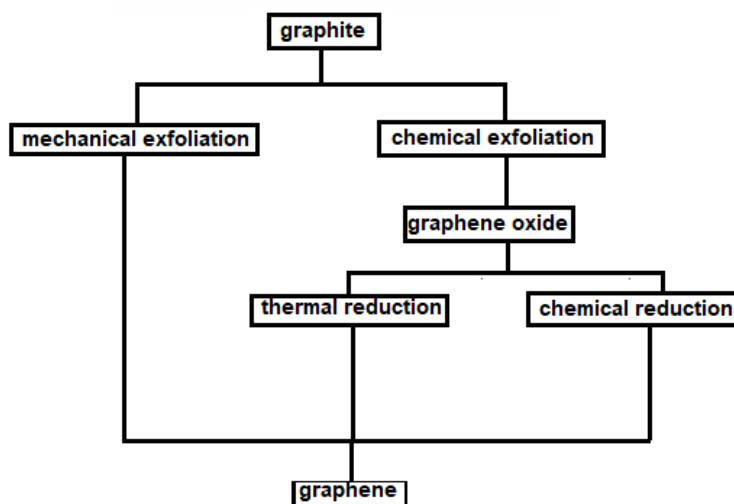 graphite
mechanical exfoliation
chemical exfoliation
graphene oxide
thermal reduction
chemical reduction
graphene